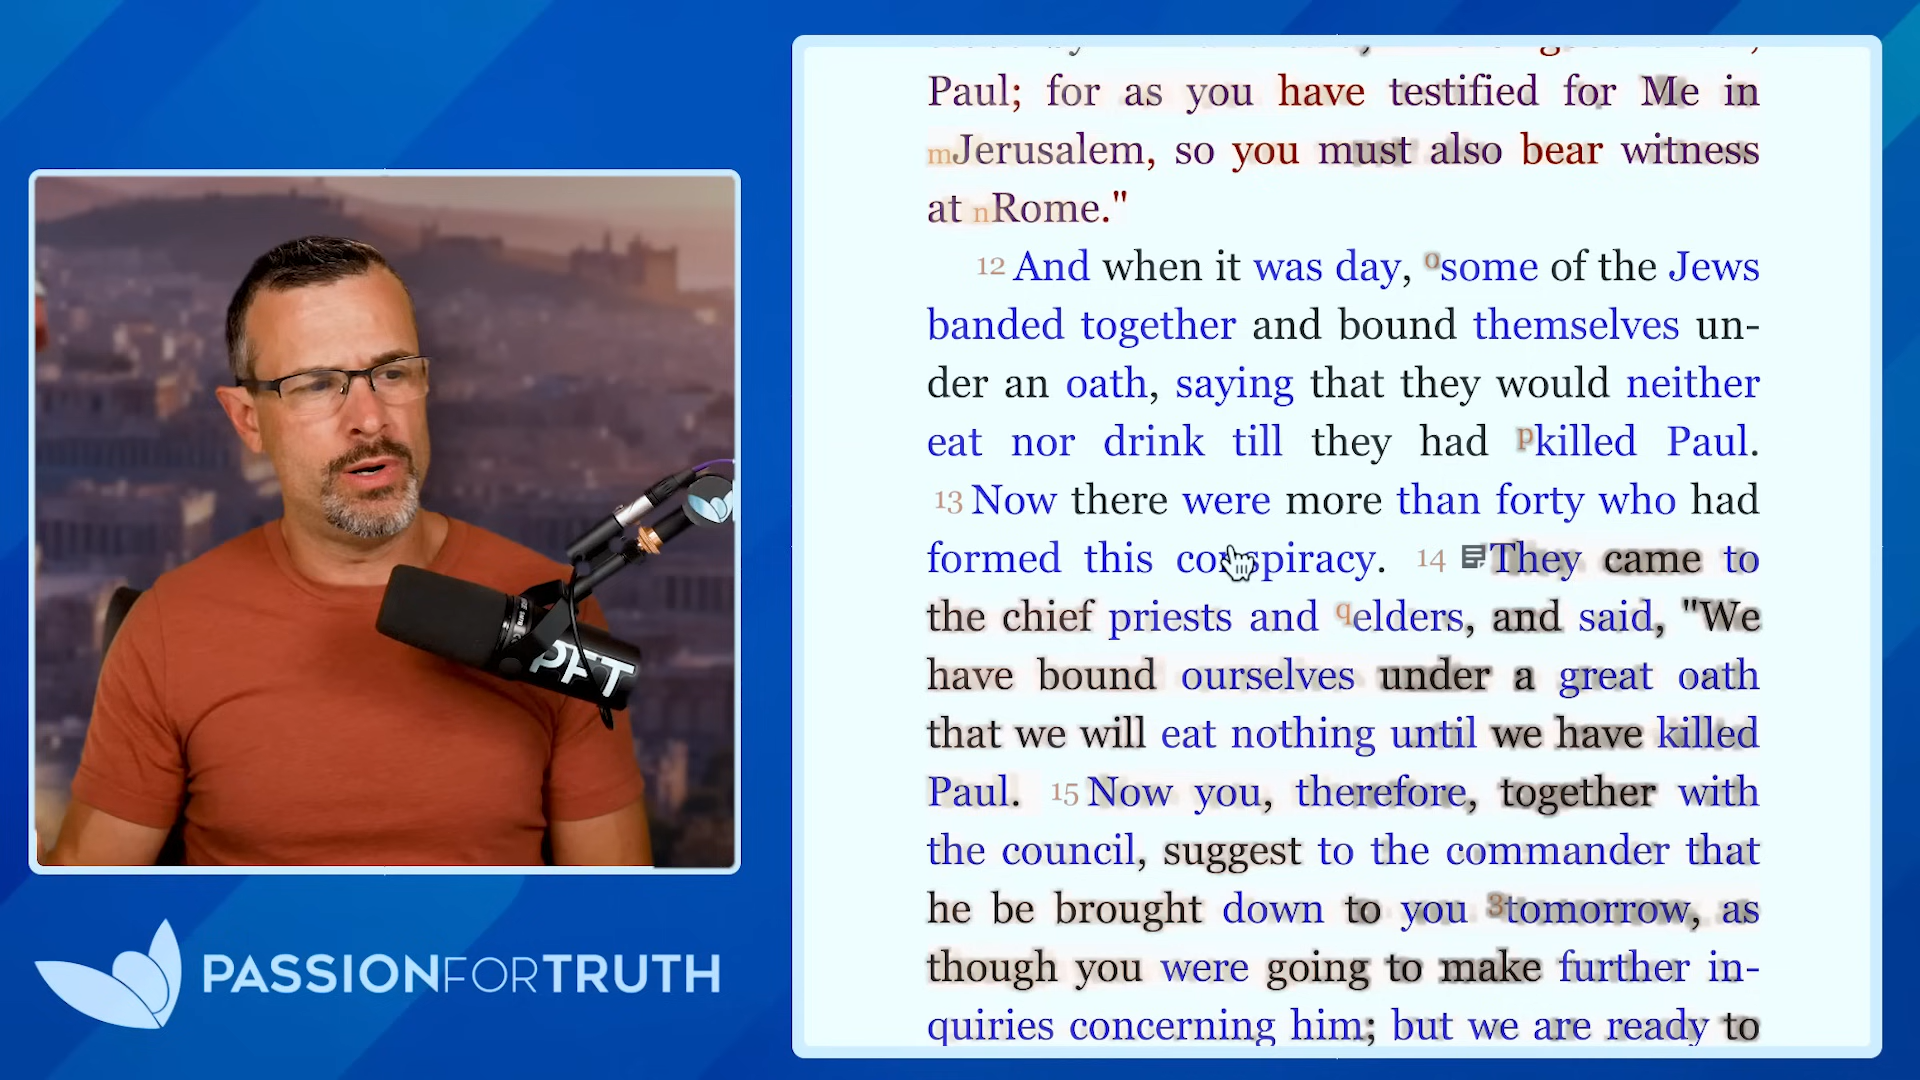 Paul; for as you have testified for Me in
mJerusalem, so you must also bear witness
at nRome."
12 And when it was day, osome of the Jews
banded together and bound themselves un-
der an oath, saying that they would neither
eat nor drink till they had pkilled Paul.
13 Now there were more than forty who had
formed this conspiracy. 14 They came to
the chief priests and qelders, and said, "We
have bound ourselves under a great oath
that we will eat nothing until we have killed
Paul. 15 Now you, therefore, together with
the council, suggest to the commander that
he be brought down to you 3tomorrow, as
though you were going to make further in-
quiries concerning him; but we are ready to
PFT
PASSIONFORTRUTH